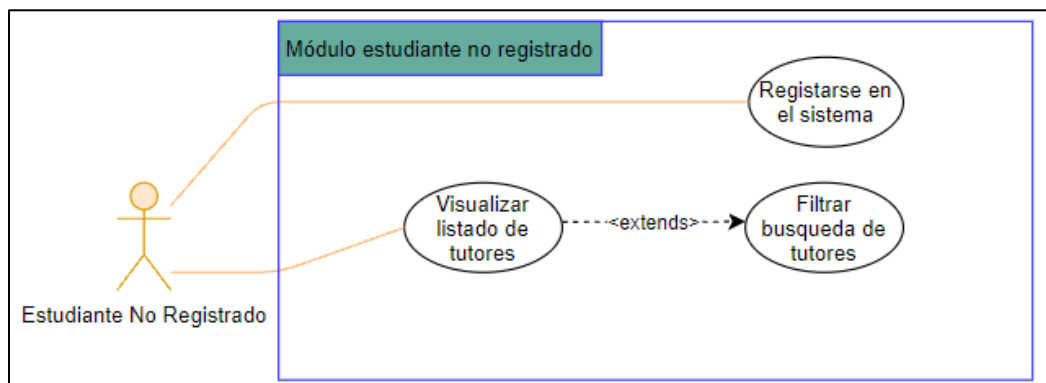 Módulo estudiante no registrado
Registarse en
el sistema
Visualizar
listado de
tutores
<extends>
Filtrar
busqueda de
tutores
Estudiante No Registrado